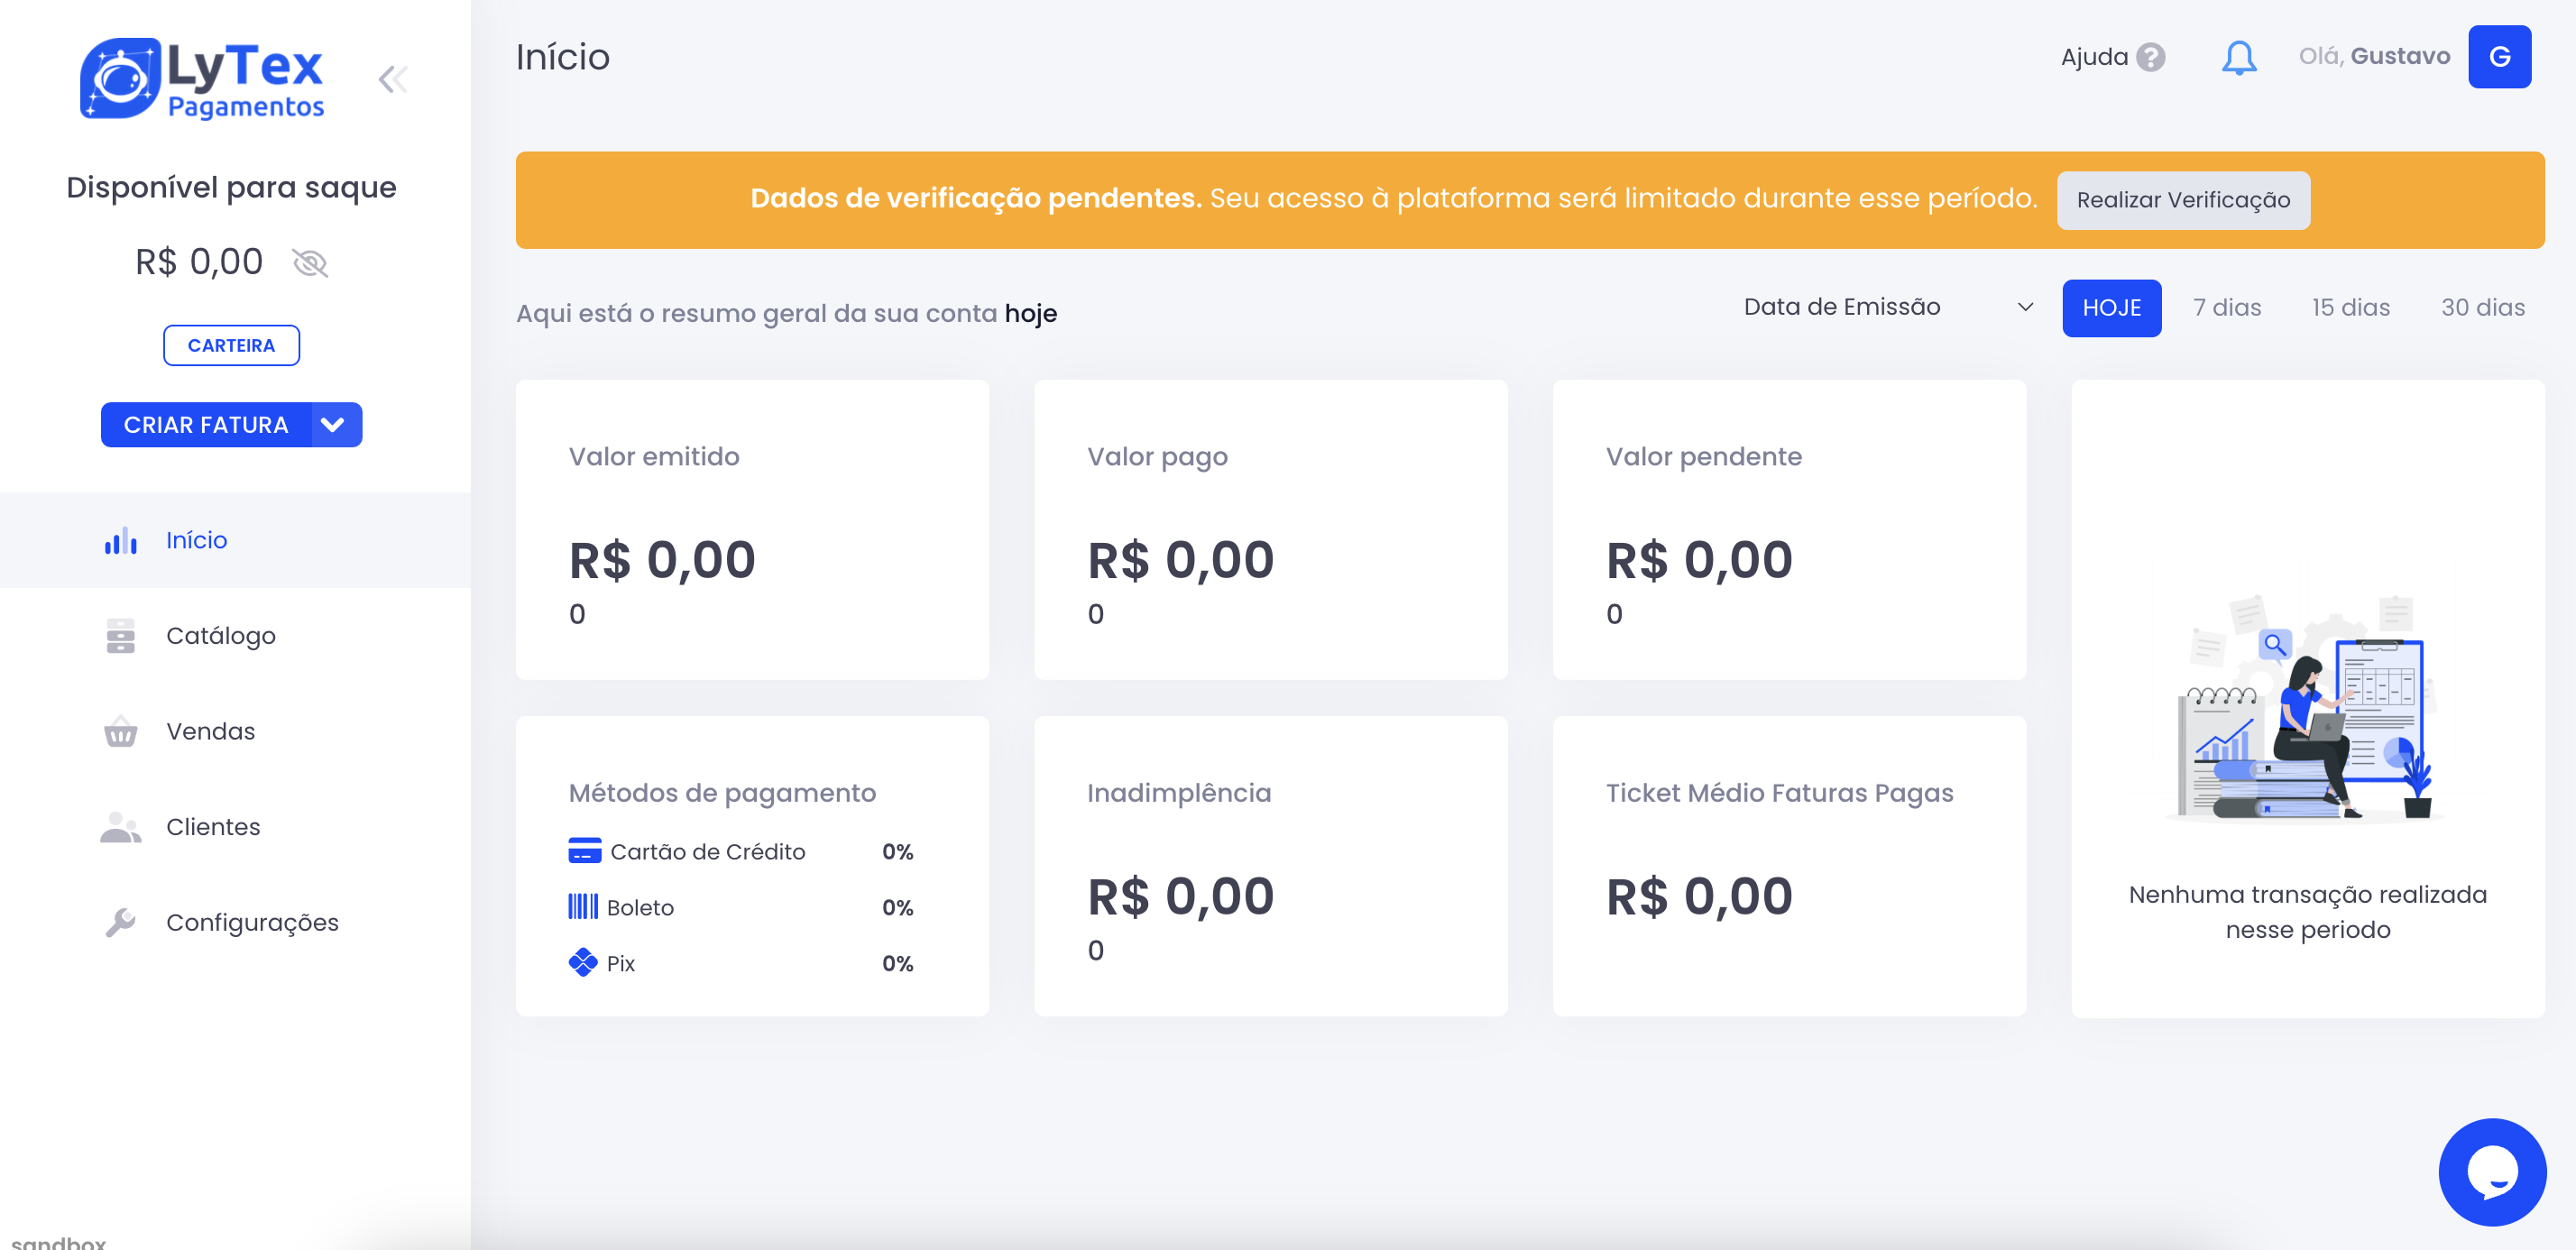 LyTex
Pagamentos
Disponível para saque
R$ 0,00
CARTEIRA
CRIAR FATURA
Início
Catálogo
Vendas
Clientes
Configurações
sandbox
Início
Ajuda ?
Olá, Gustavo
G
Dados de verificação pendentes. Seu acesso à plataforma será limitado durante esse período.
Realizar Verificação
Aqui está o resumo geral da sua conta hoje
Data de Emissão
HOJE
7 dias
15 dias
30 dias
Valor emitido
R$ 0,00
0
Valor pago
R$ 0,00
0
Valor pendente
R$ 0,00
0
Métodos de pagamento
Cartão de Crédito 0%
Boleto 0%
Pix 0%
Inadimplência
R$ 0,00
0
Ticket Médio Faturas Pagas
R$ 0,00
Nenhuma transação realizada
nesse periodo